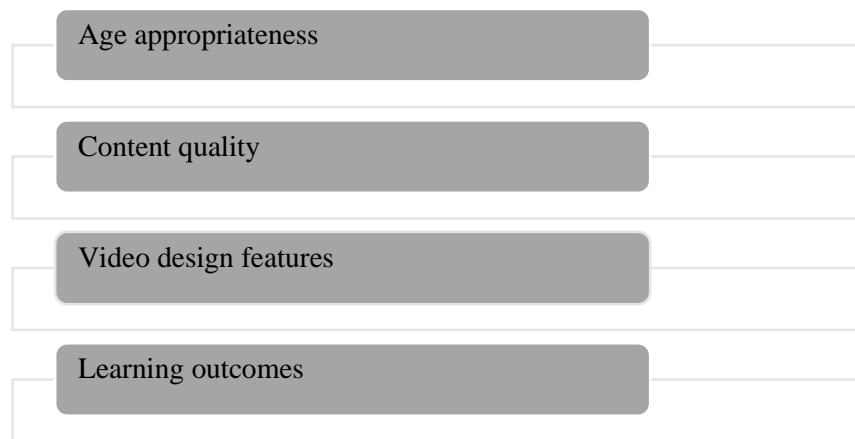 Age appropriateness
Content quality
Video design features
Learning outcomes